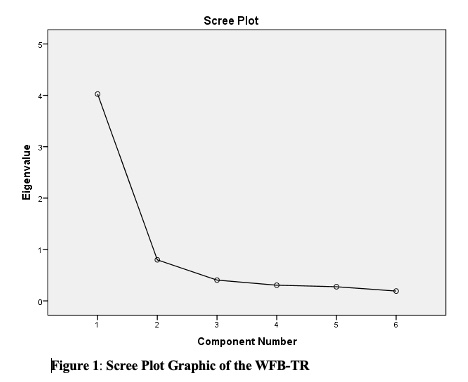 Scree Plot
5
4
3
2
1
0
Eigenvalue
1 2 3 4 5 6
Component Number
Figure 1: Scree Plot Graphic of the WFB-TR